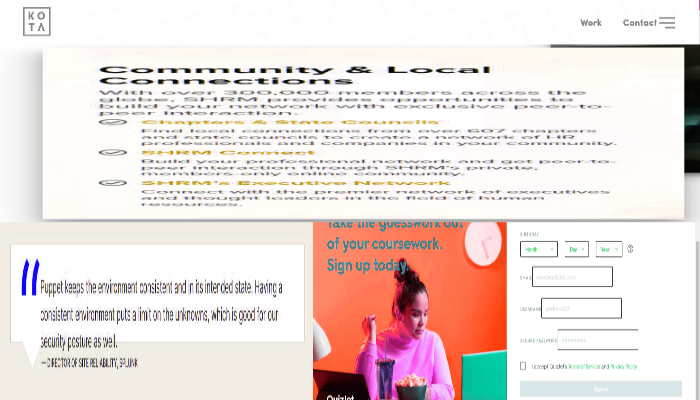 KO
TA
Work
Contact
Community & Local
Connections
With over 300,000 members across the
globe, SHRM provides opportunities to
build your network with exclusive peer-to-
peer interaction.
Chapters & State Councils
Find local connections from over 607 chapters
and state councils to create a network of HR
professionals and companies in your community.
SHRM Connect
Build your professional network and get peer-to-
peer interaction through SHRM's private,
members-only online community.
SHRM's Executive Network
Connect with the premier network of executives
and thought leaders in the field of human
resources.
"Puppet keeps the environment consistent and in its intended state. Having a
consistent environment puts a limit on the unknowns, which is good for our
security posture as well.
— DIRECTOR OF SITE RELIABILITY, SPLUNK
Take the guesswork out
of your coursework.
Sign up today.
Quizlet
BIRTHDAY
Month
Day
Year
EMAIL
USERNAME
SECURE PASSWORD
I accept Quizlet's Terms of Service and Privacy Policy
Sign up